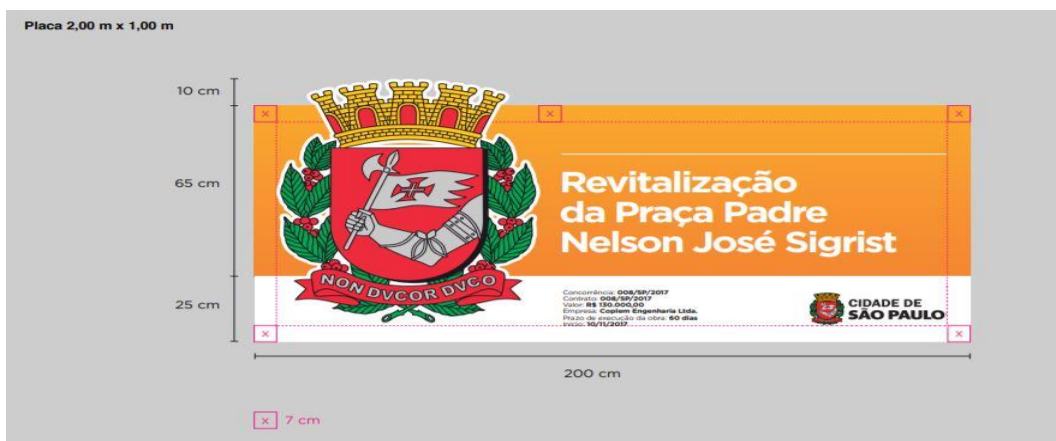 Placa 2,00 m x 1,00 m
10 cm
65 cm
25 cm
Revitalização
da Praça Padre
Nelson José Sigrist
NON DVCOR DVCO
Concorrência: 008/SP/2017
Contrato: 008/SP/2017
Valor: R$ 130.000,00
Empresa: Coplem Engenharia Ltda.
Prazo de execução da obra: 60 dias
Início: 10/11/2017
CIDADE DE
SÃO PAULO
200 cm
x 7 cm